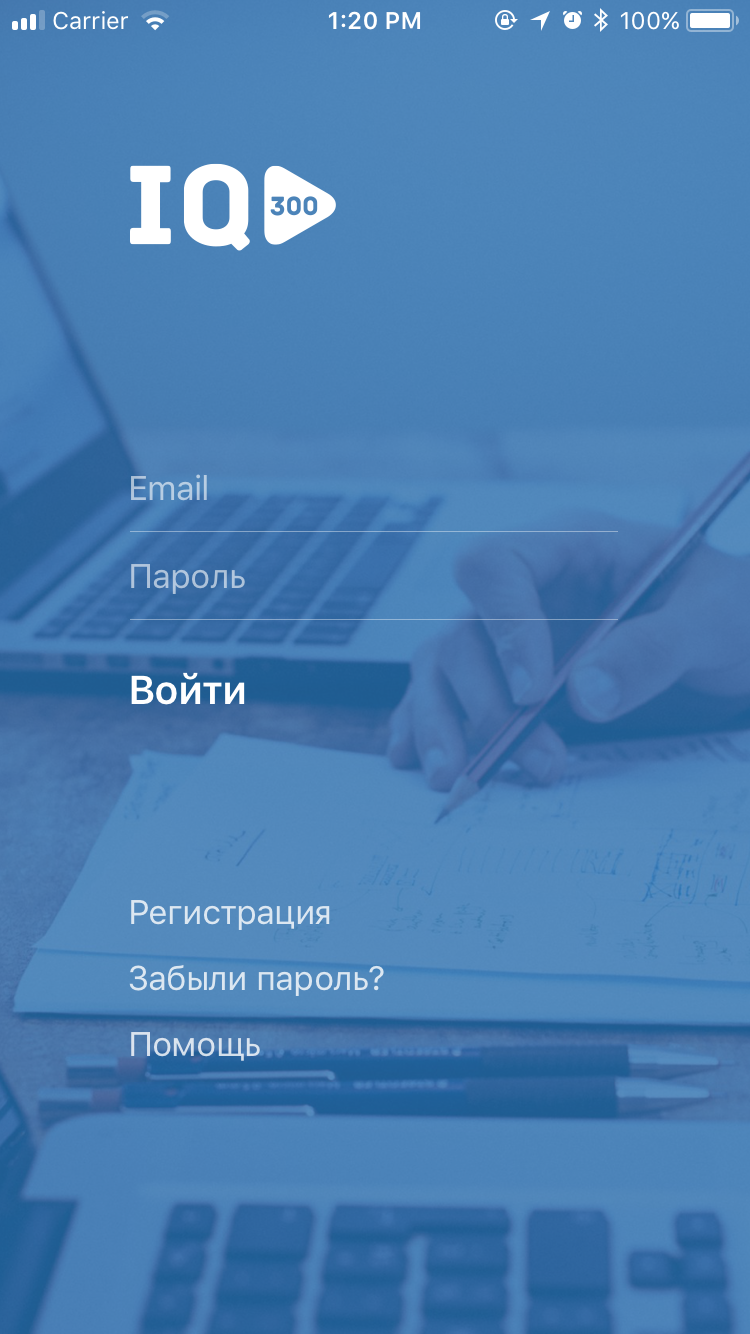 Carrier 1:20 PM 100%
IQ 300
Email
Пароль
Войти
Регистрация
Забыли пароль?
Помощь